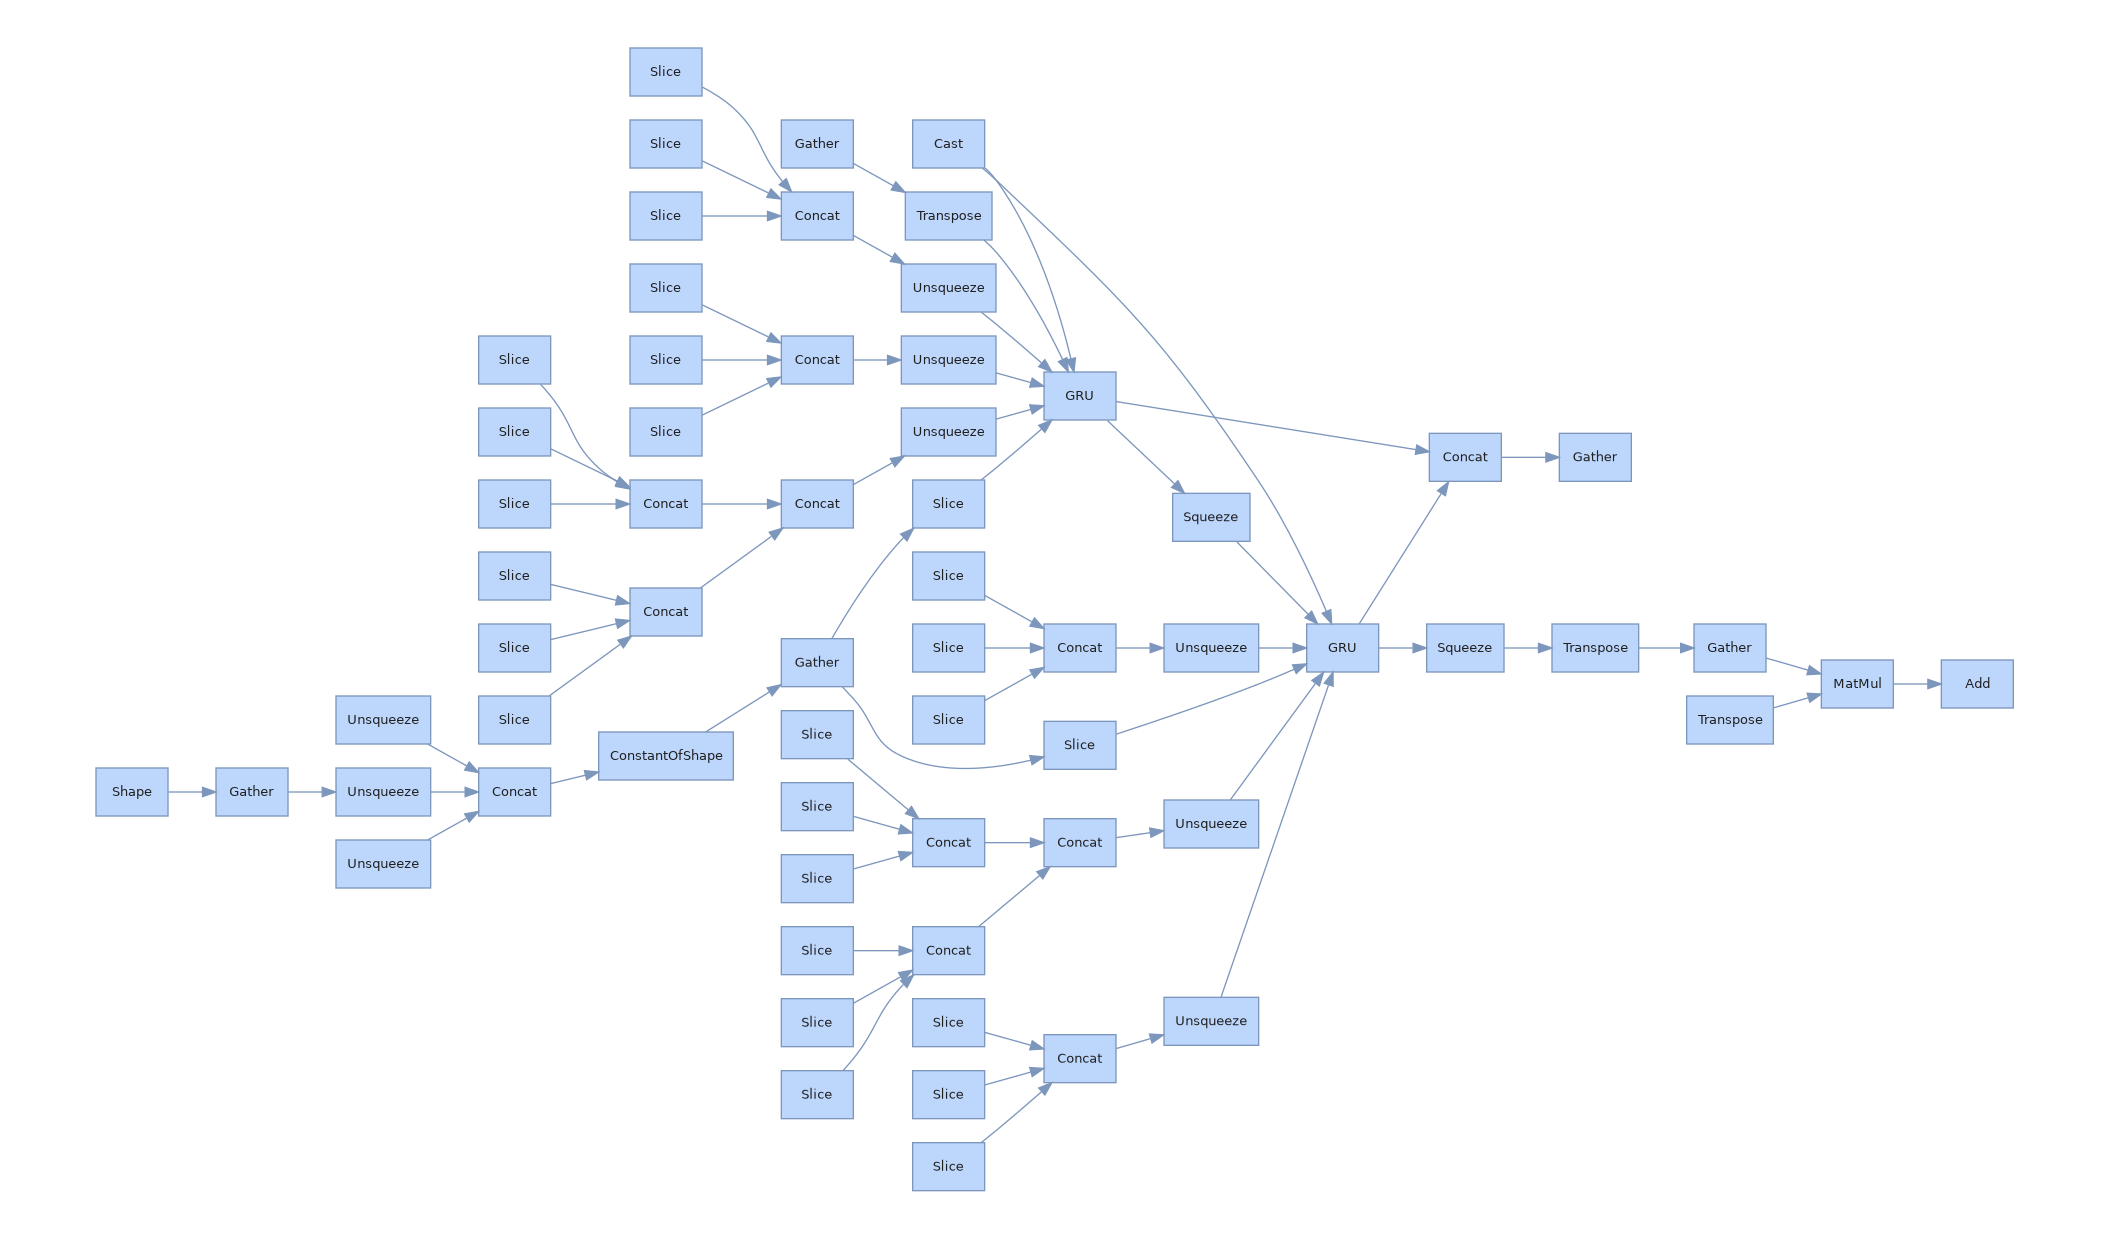 Slice
Slice
Gather
Cast
Slice
Concat
Transpose
Slice
Unsqueeze
Slice
Slice
Concat
Unsqueeze
GRU
Slice
Slice
Unsqueeze
Concat
Gather
Slice
Concat
Concat
Slice
Squeeze
Slice
Slice
Concat
Slice
Gather
Slice
Concat
Unsqueeze
GRU
Squeeze
Transpose
Gather
MatMul
Add
Unsqueeze
Slice
Slice
Slice
Slice
Transpose
ConstantOfShape
Shape
Gather
Unsqueeze
Concat
Slice
Unsqueeze
Concat
Concat
Unsqueeze
Slice
Slice
Concat
Slice
Slice
Unsqueeze
Concat
Slice
Slice
Slice